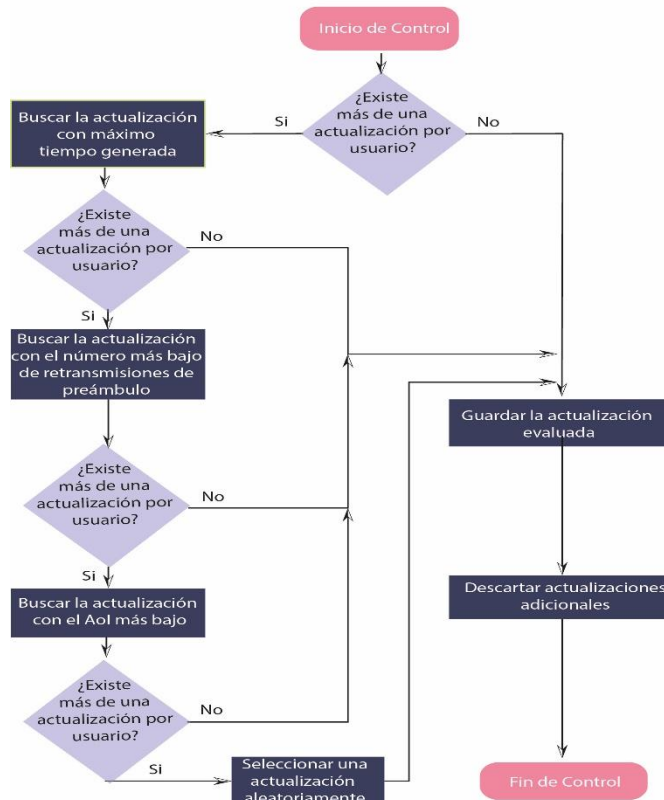 Inicio de Control
¿Existe
más de una
actualización por
usuario?
Si
No
Buscar la actualización
con máximo
tiempo generada
¿Existe
más de una
actualización por
usuario?
No
Si
Buscar la actualización
con el número más bajo
de retransmisiones de
preámbulo
¿Existe
más de una
actualización por
usuario?
No
Si
Buscar la actualización
con el AoI más bajo
¿Existe
más de una
actualización por
usuario?
No
Si
Seleccionar una
actualización
aleatoriamente
Guardar la actualización
evaluada
Descartar actualizaciones
adicionales
Fin de Control